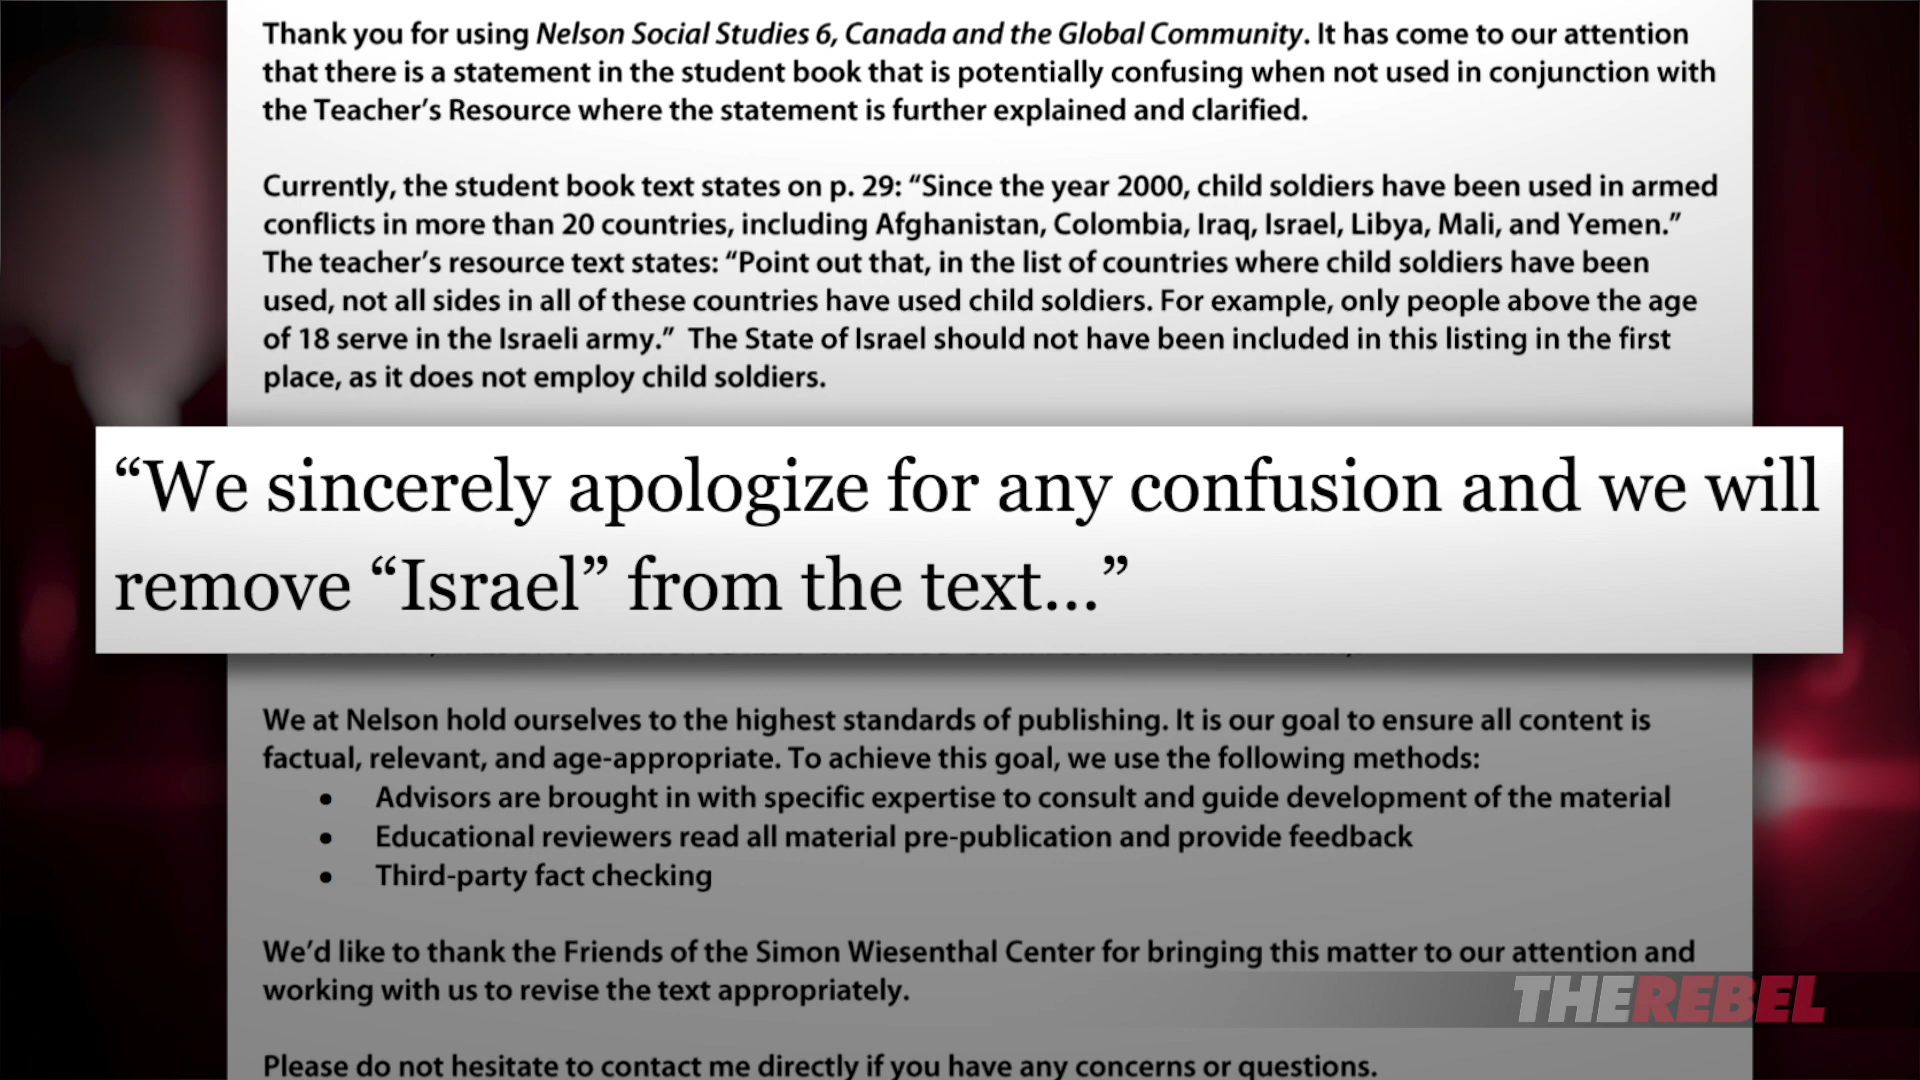 Thank you for using Nelson Social Studies 6, Canada and the Global Community. It has come to our attention
that there is a statement in the student book that is potentially confusing when not used in conjunction with
the Teacher’s Resource where the statement is further explained and clarified.
Currently, the student book text states on p. 29: “Since the year 2000, child soldiers have been used in armed
conflicts in more than 20 countries, including Afghanistan, Colombia, Iraq, Israel, Libya, Mali, and Yemen.”
The teacher’s resource text states: “Point out that, in the list of countries where child soldiers have been
used, not all sides in all of these countries have used child soldiers. For example, only people above the age
of 18 serve in the Israeli army.” The State of Israel should not have been included in this listing in the first
place, as it does not employ child soldiers.
“We sincerely apologize for any confusion and we will
remove “Israel” from the text...”
We at Nelson hold ourselves to the highest standards of publishing. It is our goal to ensure all content is
factual, relevant, and age-appropriate. To achieve this goal, we use the following methods:
• Advisors are brought in with specific expertise to consult and guide development of the material
• Educational reviewers read all material pre-publication and provide feedback
• Third-party fact checking
We’d like to thank the Friends of the Simon Wiesenthal Center for bringing this matter to our attention and
working with us to revise the text appropriately.
THEREBEL
Please do not hesitate to contact me directly if you have any concerns or questions.